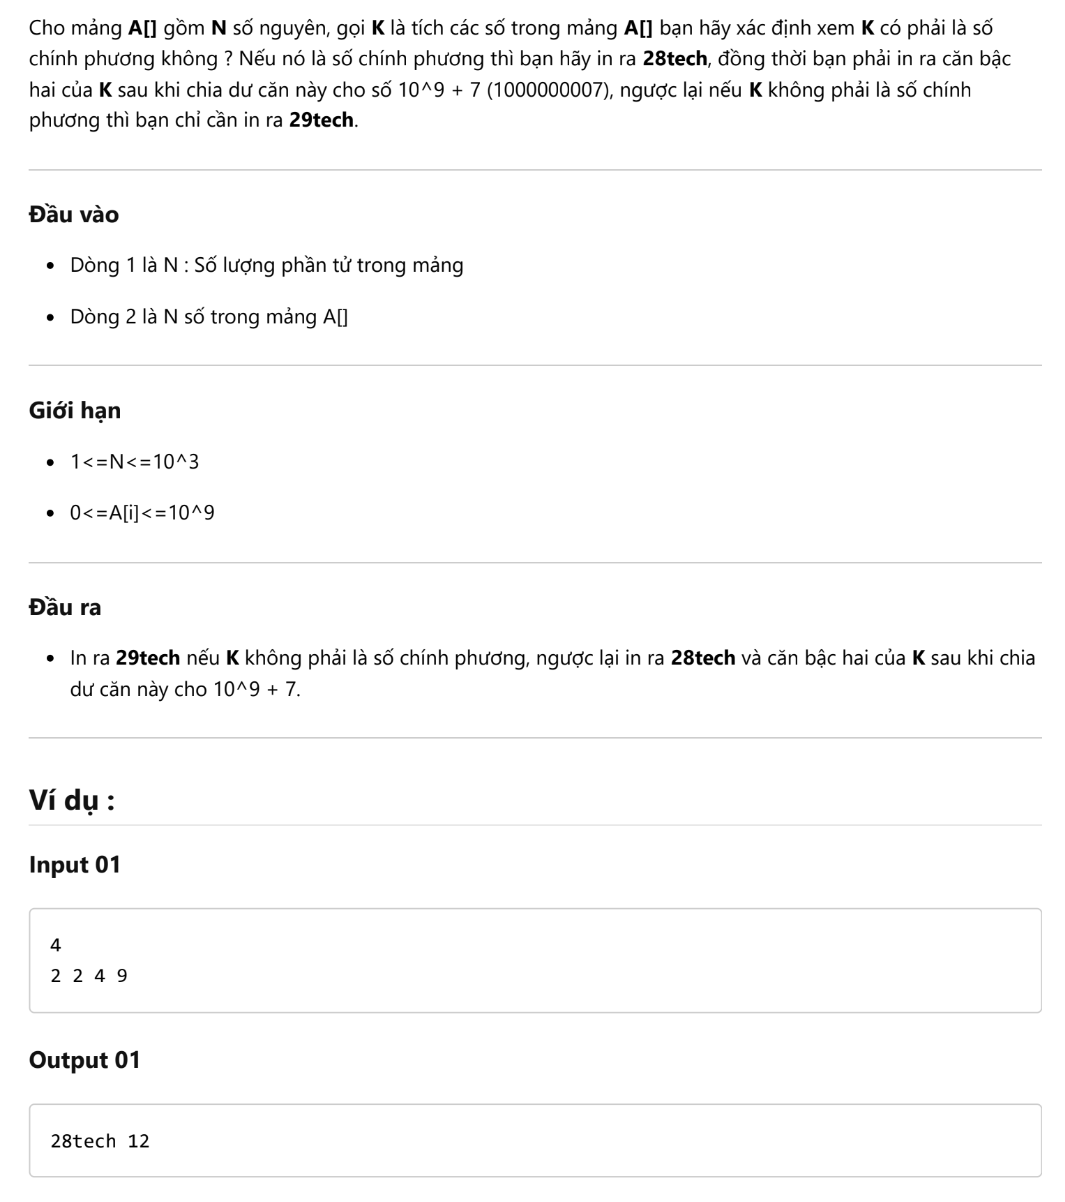 Cho mảng A[] gồm N số nguyên, gọi K là tích các số trong mảng A[] bạn hãy xác định xem K có phải là số
chính phương không ? Nếu nó là số chính phương thì bạn hãy in ra 28tech, đồng thời bạn phải in ra căn bậc
hai của K sau khi chia dư căn này cho số 10^9 + 7 (1000000007), ngược lại nếu K không phải là số chính
phương thì bạn chỉ cần in ra 29tech.
Đầu vào
• Dòng 1 là N : Số lượng phần tử trong mảng
• Dòng 2 là N số trong mảng A[]
Giới hạn
• 1<=N<=10^3
• 0<=A[i]<=10^9
Đầu ra
• In ra 29tech nếu K không phải là số chính phương, ngược lại in ra 28tech và căn bậc hai của K sau khi chia
dư căn này cho 10^9 + 7.
Ví dụ :
Input 01
4
2 2 4 9
Output 01
28tech 12